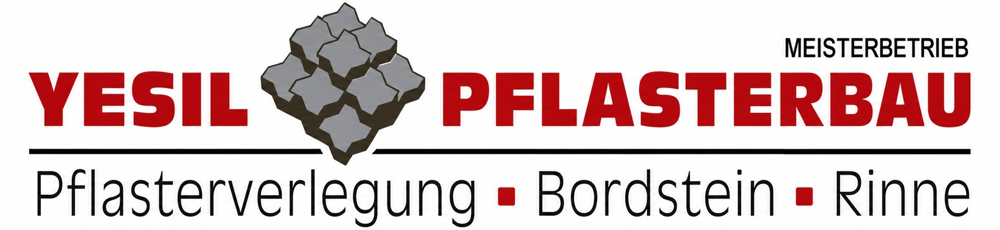 MEISTERBETRIEB
YESIL PFLASTERBAU
Pflasterverlegung ▪ Bordstein ▪ Rinne